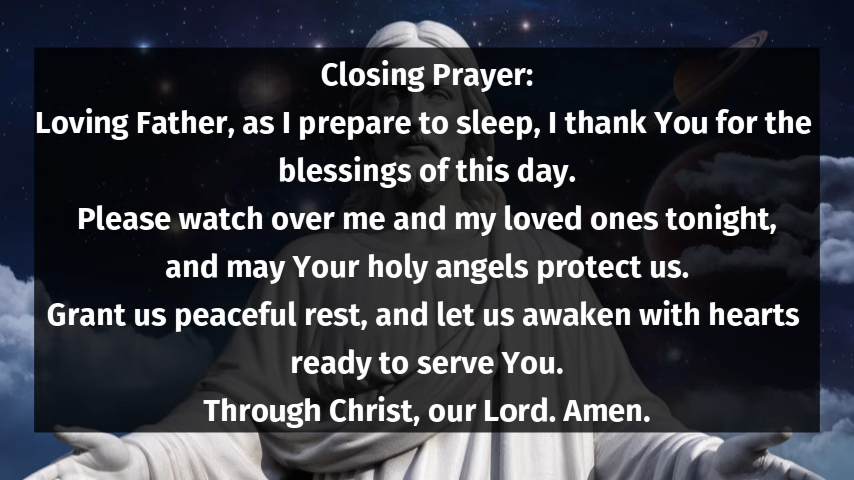 Closing Prayer:
Loving Father, as I prepare to sleep, I thank You for the
blessings of this day.
Please watch over me and my loved ones tonight,
and may Your holy angels protect us.
Grant us peaceful rest, and let us awaken with hearts
ready to serve You.
Through Christ, our Lord. Amen.